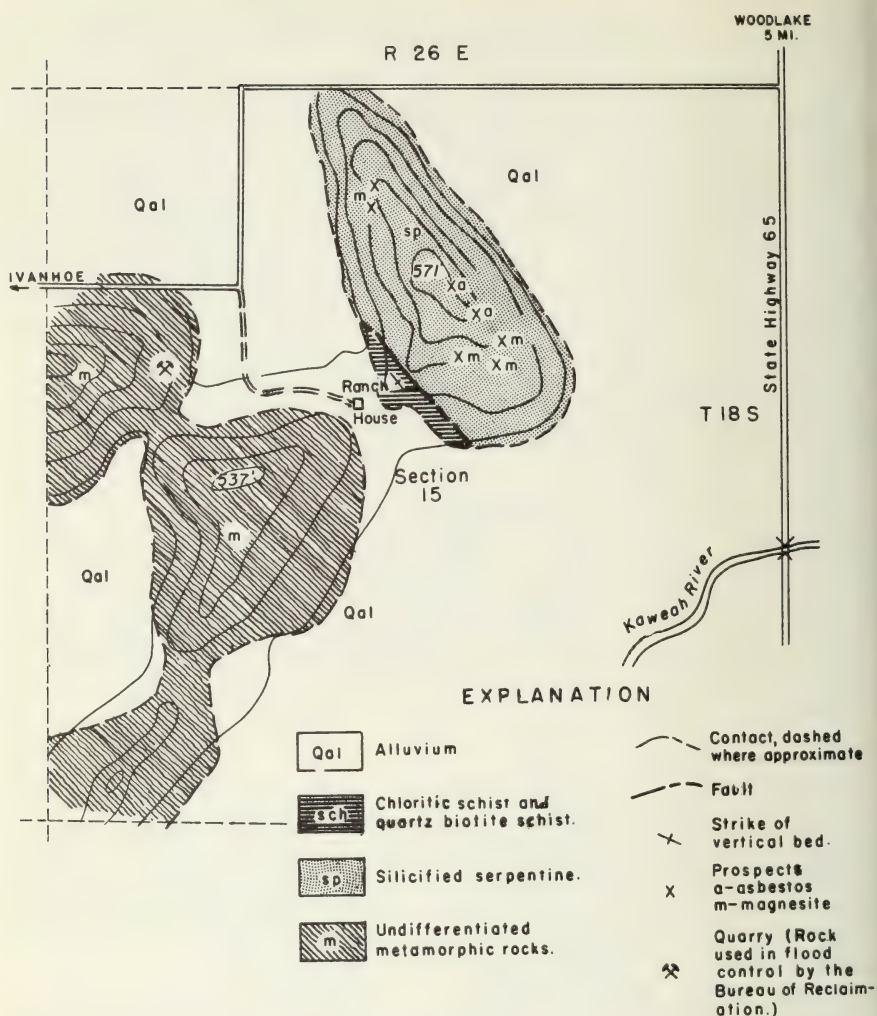 WOODLAKE
5 MI.
R 26 E
Qal
Qal
m
sp
571'
a
a
m
m
m
State Highway 65
IVANHOE
m
Ranch
House
T 18 S
Section
15
537'
m
Qal
Qal
Kaweah River
EXPLANATION
Qal Alluvium
sch Chloritic schist and
quartz biotite schist.
sp Silicified serpentine.
m Undifferentiated
metamorphic rocks.
Contact, dashed
where approximate
Fault
Strike of
vertical bed.
x Prospects
a-asbestos
m-magnesite
Quarry (Rock
used in flood
control by the
Bureau of Reclaim-
ation.)